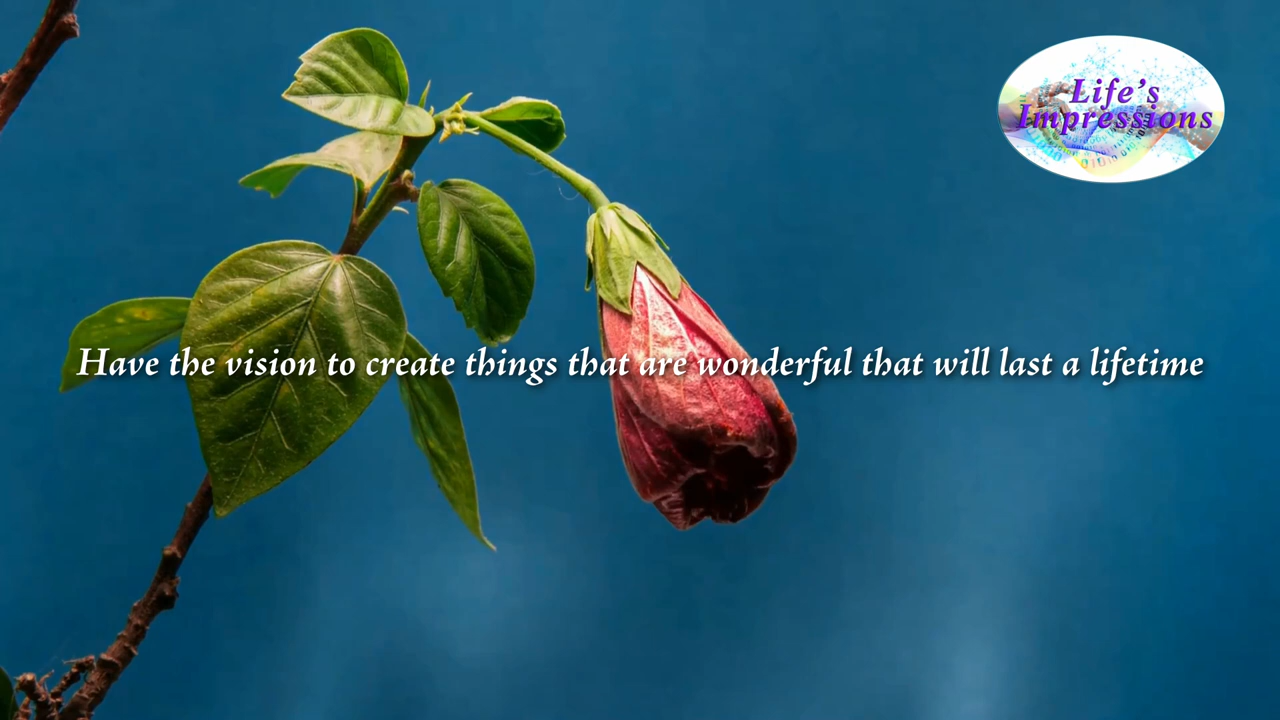 Life's
Impressions
Have the vision to create things that are wonderful that will last a lifetime